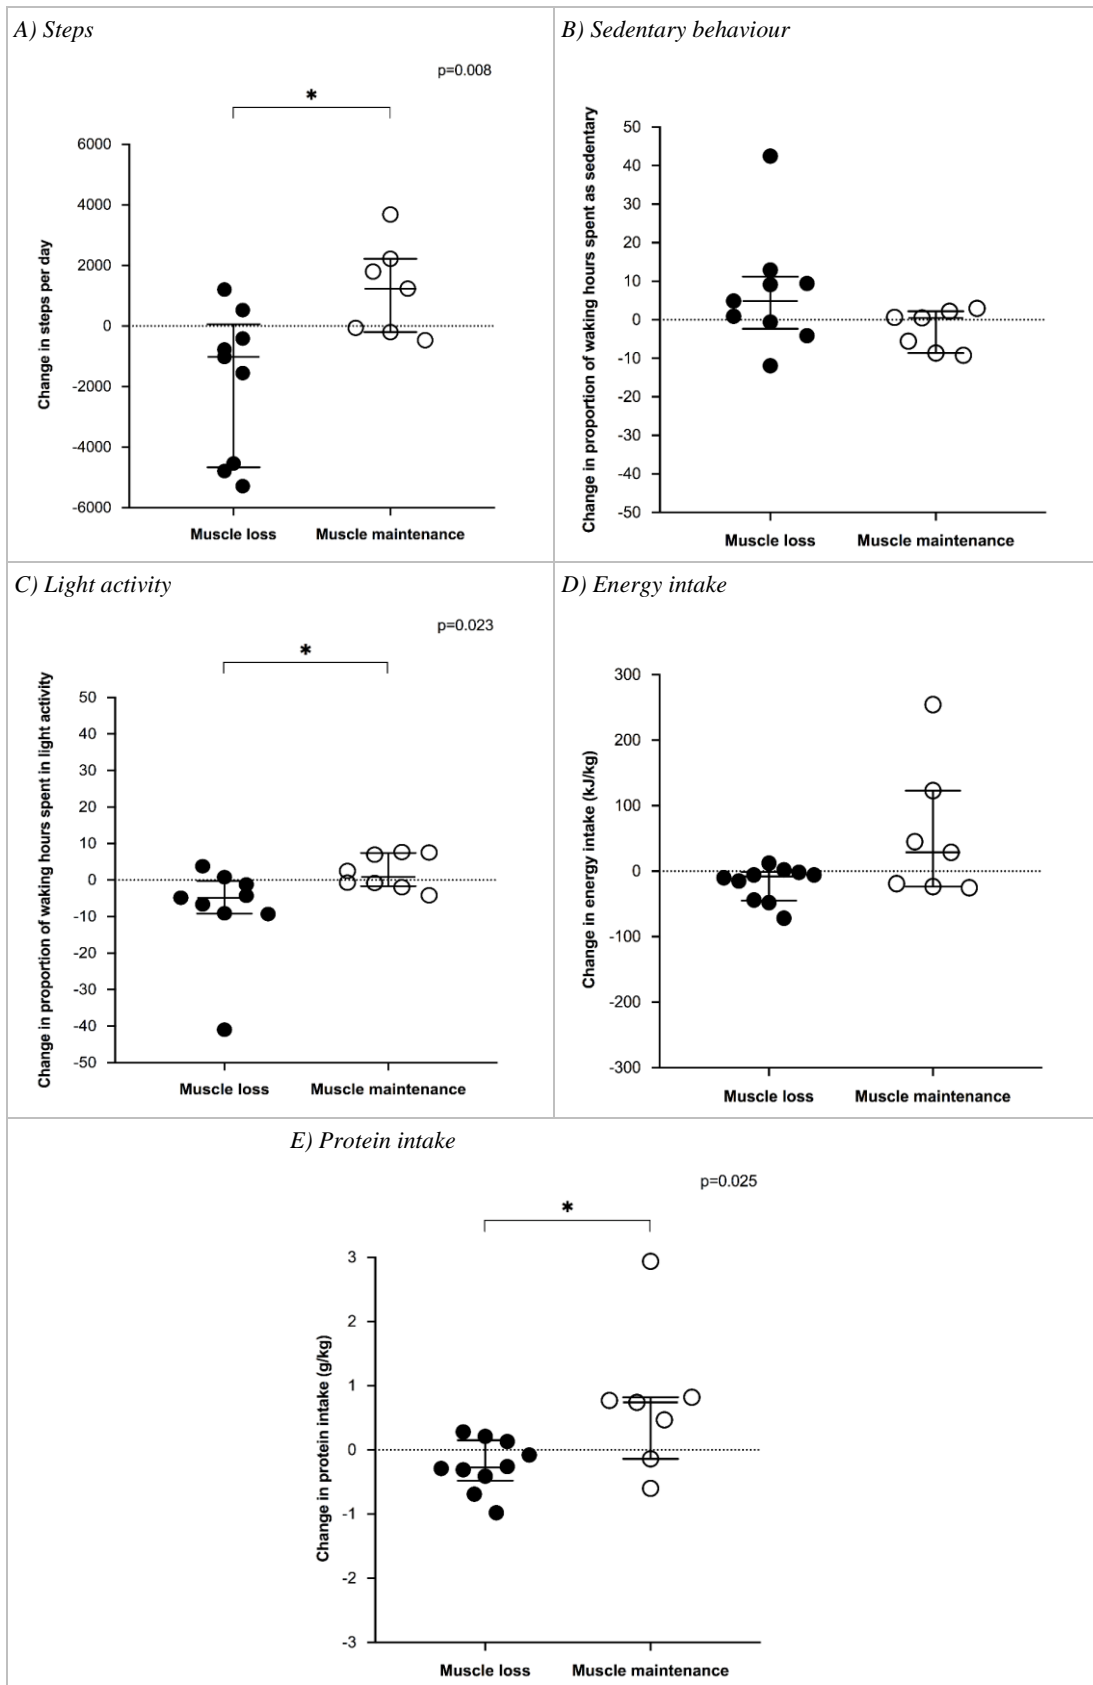 A) Steps
p=0.008
*
6000
4000
2000
0
-2000
-4000
-6000
Change in steps per day
Muscle loss
Muscle maintenance
B) Sedentary behaviour
50
40
30
20
10
0
-10
-20
-30
-40
-50
Change in proportion of waking hours spent as sedentary
Muscle loss
Muscle maintenance
C) Light activity
p=0.023
*
50
40
30
20
10
0
-10
-20
-30
-40
-50
Change in proportion of waking hours spent in light activity
Muscle loss
Muscle maintenance
D) Energy intake
300
200
100
0
-100
-200
-300
Change in energy intake (kJ/kg)
Muscle loss
Muscle maintenance
E) Protein intake
p=0.025
*
3
2
1
0
-1
-2
-3
Change in protein intake (g/kg)
Muscle loss
Muscle maintenance